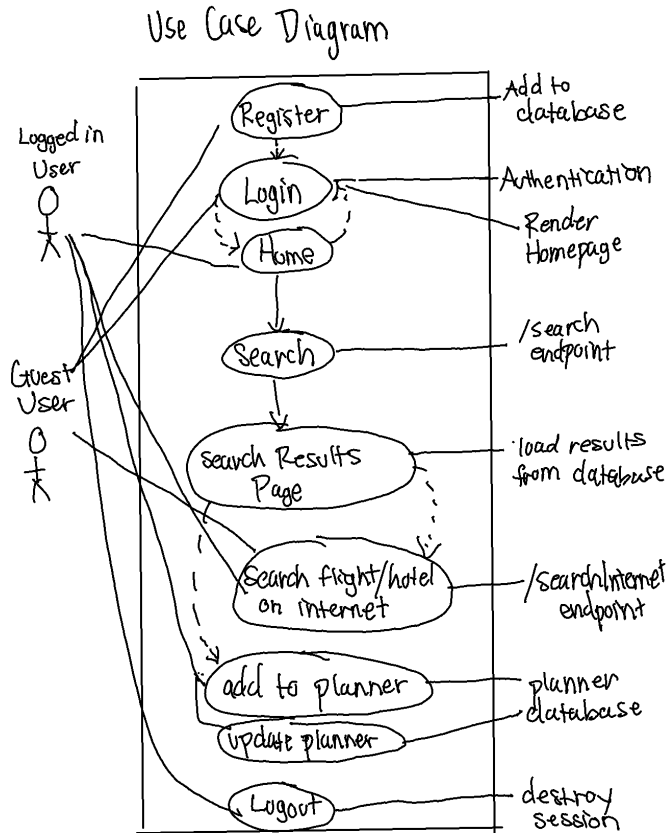 Use Case Diagram
Logged in
User
Guest
User
Register
Login
Home
Search
Search Results
Page
Search flight/hotel
on internet
add to planner
update planner
Logout
Add to
database
Authentication
Render
Homepage
/search
endpoint
load results
from database
/searchInternet
endpoint
planner
database
destroy
session